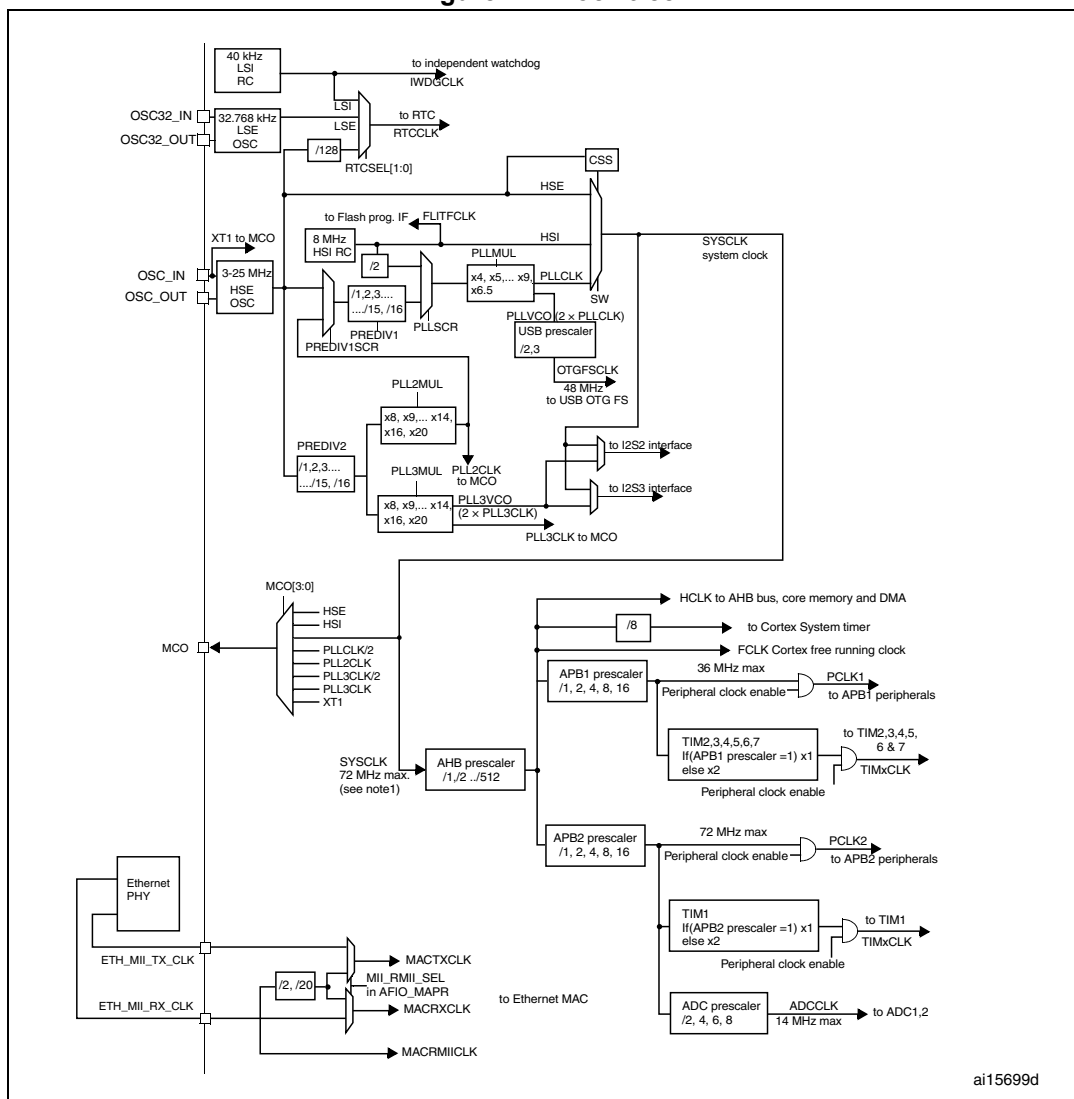 40 kHz
LSI
RC
to independent watchdog
IWDGCLK
OSC32_IN
OSC32_OUT
32.768 kHz
LSE
OSC
LSI
LSE
to RTC
RTCCLK
/128
RTCSEL[1:0]
CSS
HSE
to Flash prog. IF
FLITFCLK
XT1 to MCO
8 MHz
HSI RC
HSI
SYSCLK
system clock
/2
PLLMUL
x4, x5,... x9,
x6.5
PLLCLK
SW
OSC_IN
OSC_OUT
3-25 MHz
HSE
OSC
/1,2,3....
..../15, /16
PLLSCR
PREDIV1
PREDIV1SCR
PLLVCO (2 × PLLCLK)
USB prescaler
/2,3
OTGFSCLK
48 MHz
to USB OTG FS
PLL2MUL
x8, x9,... x14,
x16, x20
PREDIV2
/1,2,3....
..../15, /16
PLL2CLK
to MCO
to I2S2 interface
PLL3MUL
x8, x9,... x14,
x16, x20
PLL3VCO
(2 × PLL3CLK)
to I2S3 interface
PLL3CLK to MCO
MCO[3:0]
HSE
HSI
MCO
PLLCLK/2
PLL2CLK
PLL3CLK/2
PLL3CLK
XT1
HCLK to AHB bus, core memory and DMA
/8
to Cortex System timer
FCLK Cortex free running clock
APB1 prescaler
/1, 2, 4, 8, 16
36 MHz max
Peripheral clock enable
PCLK1
to APB1 peripherals
SYSCLK
72 MHz max.
(see note1)
AHB prescaler
/1,/2 ../512
TIM2,3,4,5,6,7
If(APB1 prescaler =1) x1
else x2
to TIM2,3,4,5,
6 & 7
TIMxCLK
Peripheral clock enable
APB2 prescaler
/1, 2, 4, 8, 16
72 MHz max
Peripheral clock enable
PCLK2
to APB2 peripherals
Ethernet
PHY
TIM1
If(APB2 prescaler =1) x1
else x2
to TIM1
TIMxCLK
Peripheral clock enable
ETH_MII_TX_CLK
MACTXCLK
/2, /20
MII_RMII_SEL
in AFIO_MAPR
to Ethernet MAC
ETH_MII_RX_CLK
MACRXCLK
ADC prescaler
/2, 4, 6, 8
ADCCLK
14 MHz max
to ADC1,2
MACRMIICLK
ai15699d